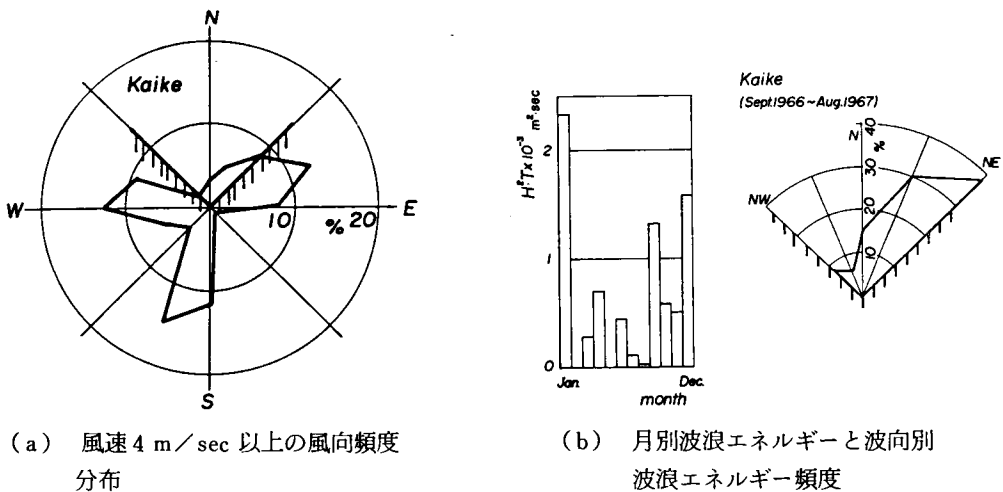 N
Kaike
W
E
10
% 20
S
(a) 風速4 m/sec 以上の風向頻度
分布
H²T×10⁻³ m²·sec
2
1
0
Jan.
Dec.
month
Kaike
(Sept.1966~Aug.1967)
N
40
%
30
20
10
NW
NE
(b) 月別波浪エネルギーと波向別
波浪エネルギー頻度